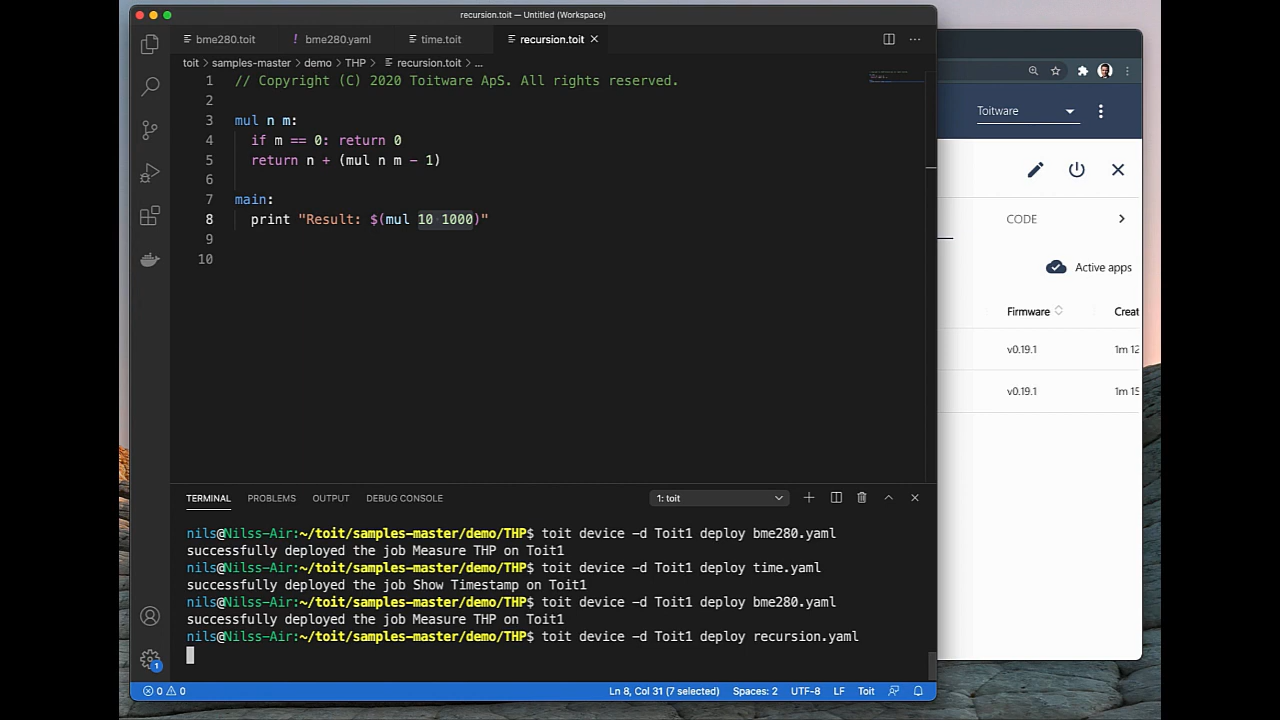 recursion.toit — Untitled (Workspace)
bme280.toit
! bme280.yaml
time.toit
recursion.toit
toit > samples-master > demo > THP > recursion.toit > ...
1 // Copyright (C) 2020 Toitware ApS. All rights reserved.
2
3 mul n m:
4 if m == 0: return 0
5 return n + (mul n m - 1)
6
7 main:
8 print "Result: $(mul 10 1000)"
9
10
Toitware
CODE
Active apps
Firmware Creat
v0.19.1 1m 12
v0.19.1 1m 15
TERMINAL PROBLEMS OUTPUT DEBUG CONSOLE 1: toit
nils@Nilss-Air:~/toit/samples-master/demo/THP$ toit device -d Toit1 deploy bme280.yaml
successfully deployed the job Measure THP on Toit1
nils@Nilss-Air:~/toit/samples-master/demo/THP$ toit device -d Toit1 deploy time.yaml
successfully deployed the job Show Timestamp on Toit1
nils@Nilss-Air:~/toit/samples-master/demo/THP$ toit device -d Toit1 deploy bme280.yaml
successfully deployed the job Measure THP on Toit1
nils@Nilss-Air:~/toit/samples-master/demo/THP$ toit device -d Toit1 deploy recursion.yaml
1
0 0 Ln 8, Col 31 (7 selected) Spaces: 2 UTF-8 LF Toit